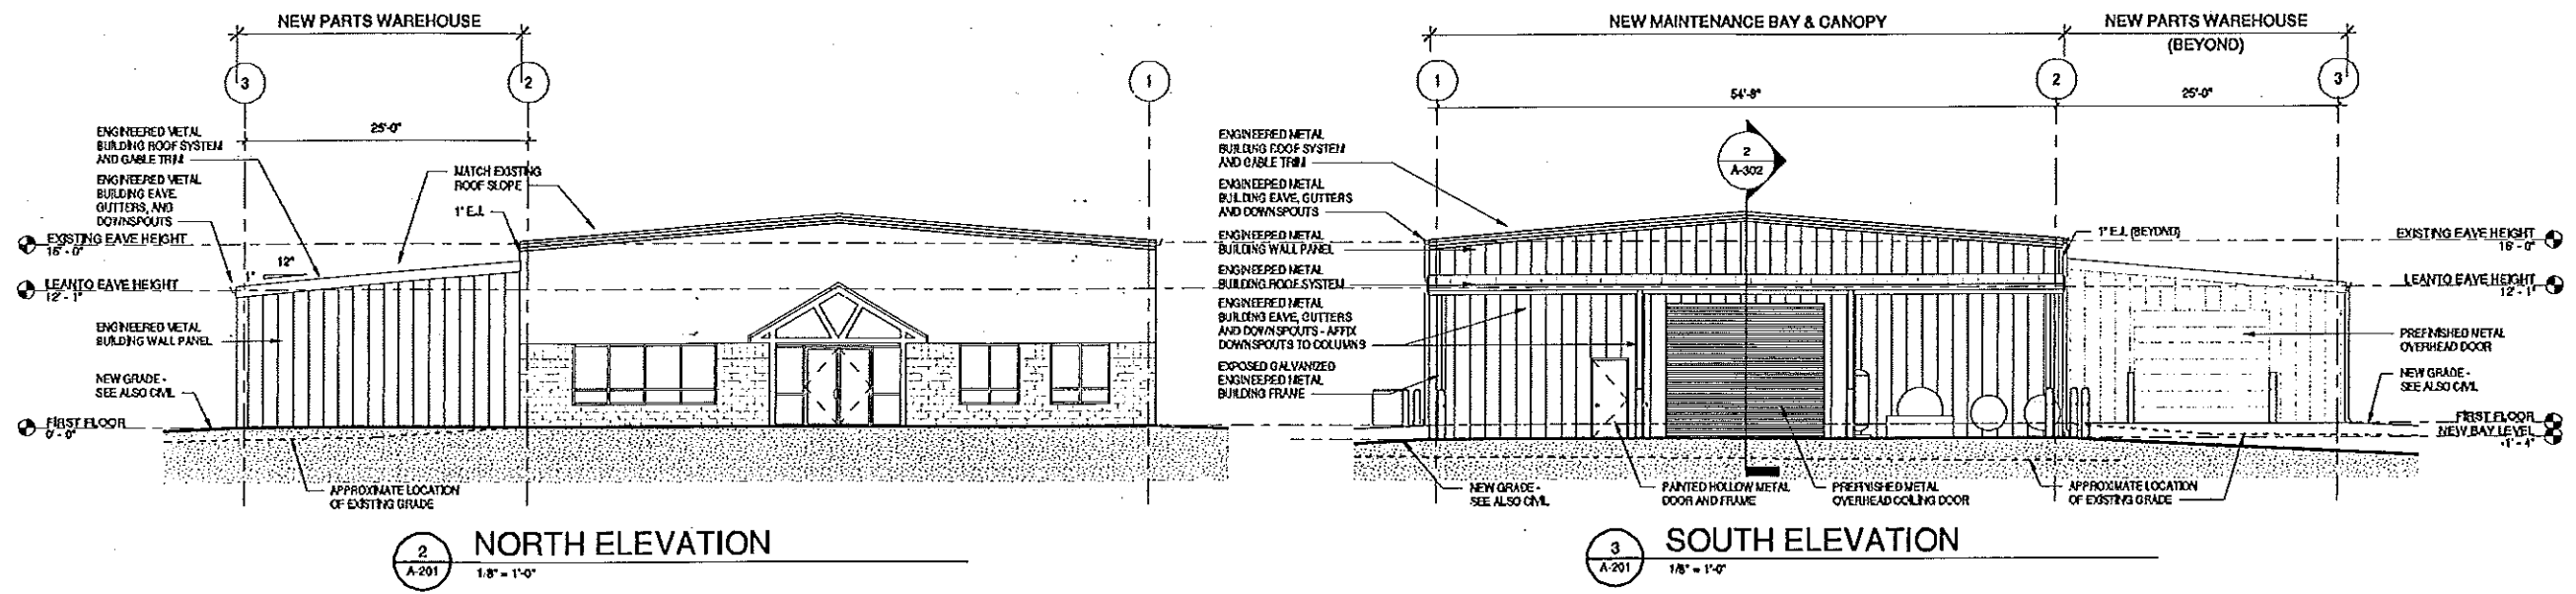 NEW PARTS WAREHOUSE
3
2
1
25'-0"
ENGINEERED METAL
BUILDING ROOF SYSTEM
AND GABLE TRIM
ENGINEERED METAL
BUILDING EAVE,
GUTTERS, AND
DOWNSPOUTS
MATCH EXISTING
ROOF SLOPE
1" E.J.
EXISTING EAVE HEIGHT
16' - 0"
1"
12"
LEANTO EAVE HEIGHT
12' - 1"
ENGINEERED METAL
BUILDING WALL PANEL
NEW GRADE -
SEE ALSO CIVIL
FIRST FLOOR
0' - 0"
APPROXIMATE LOCATION
OF EXISTING GRADE
2
A-201
NORTH ELEVATION
1/8" = 1'-0"
NEW MAINTENANCE BAY & CANOPY
NEW PARTS WAREHOUSE
(BEYOND)
1
2
3
54'-8"
25'-0"
ENGINEERED METAL
BUILDING ROOF SYSTEM
AND GABLE TRIM
2
A-302
ENGINEERED METAL
BUILDING EAVE, GUTTERS
AND DOWNSPOUTS
ENGINEERED METAL
BUILDING WALL PANEL
ENGINEERED METAL
BUILDING ROOF SYSTEM
ENGINEERED METAL
BUILDING EAVE, GUTTERS
AND DOWNSPOUTS - AFFIX
DOWNSPOUTS TO COLUMNS
EXPOSED GALVANIZED
ENGINEERED METAL
BUILDING FRAME
1" E.J. (BEYOND)
EXISTING EAVE HEIGHT
16' - 0"
LEANTO EAVE HEIGHT
12' - 1"
PREFINISHED METAL
OVERHEAD DOOR
NEW GRADE -
SEE ALSO CIVIL
FIRST FLOOR
NEW BAY LEVEL
-1' - 4"
NEW GRADE -
SEE ALSO CIVIL
PAINTED HOLLOW METAL
DOOR AND FRAME
PREFINISHED METAL
OVERHEAD COILING DOOR
APPROXIMATE LOCATION
OF EXISTING GRADE
3
A-201
SOUTH ELEVATION
1/8" = 1'-0"